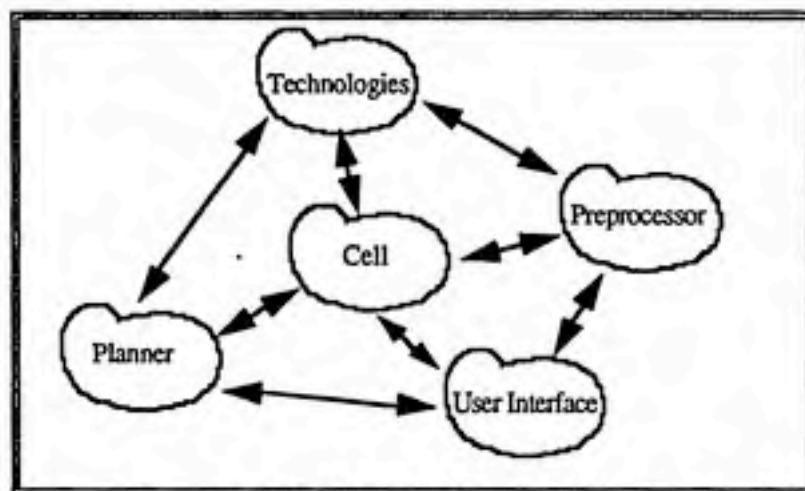 Technologies
Preprocessor
Cell
Planner
User Interface